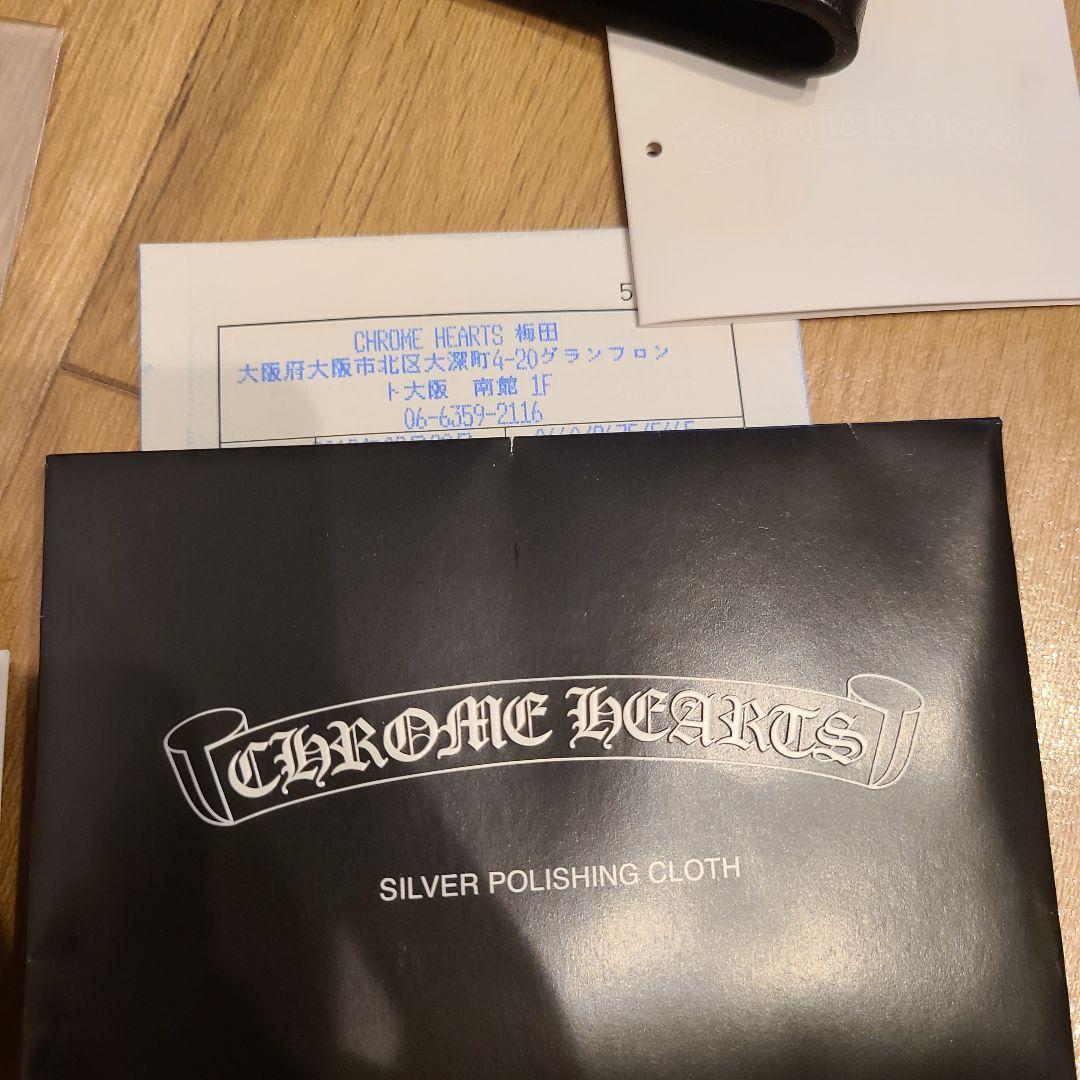 CHROME HEARTS
5
CHROME HEARTS 梅田
大阪府大阪市北区大深町4-20グランフロン
ト大阪 南館 1F
06-6359-2116
CHROME HEARTS
SILVER POLISHING CLOTH